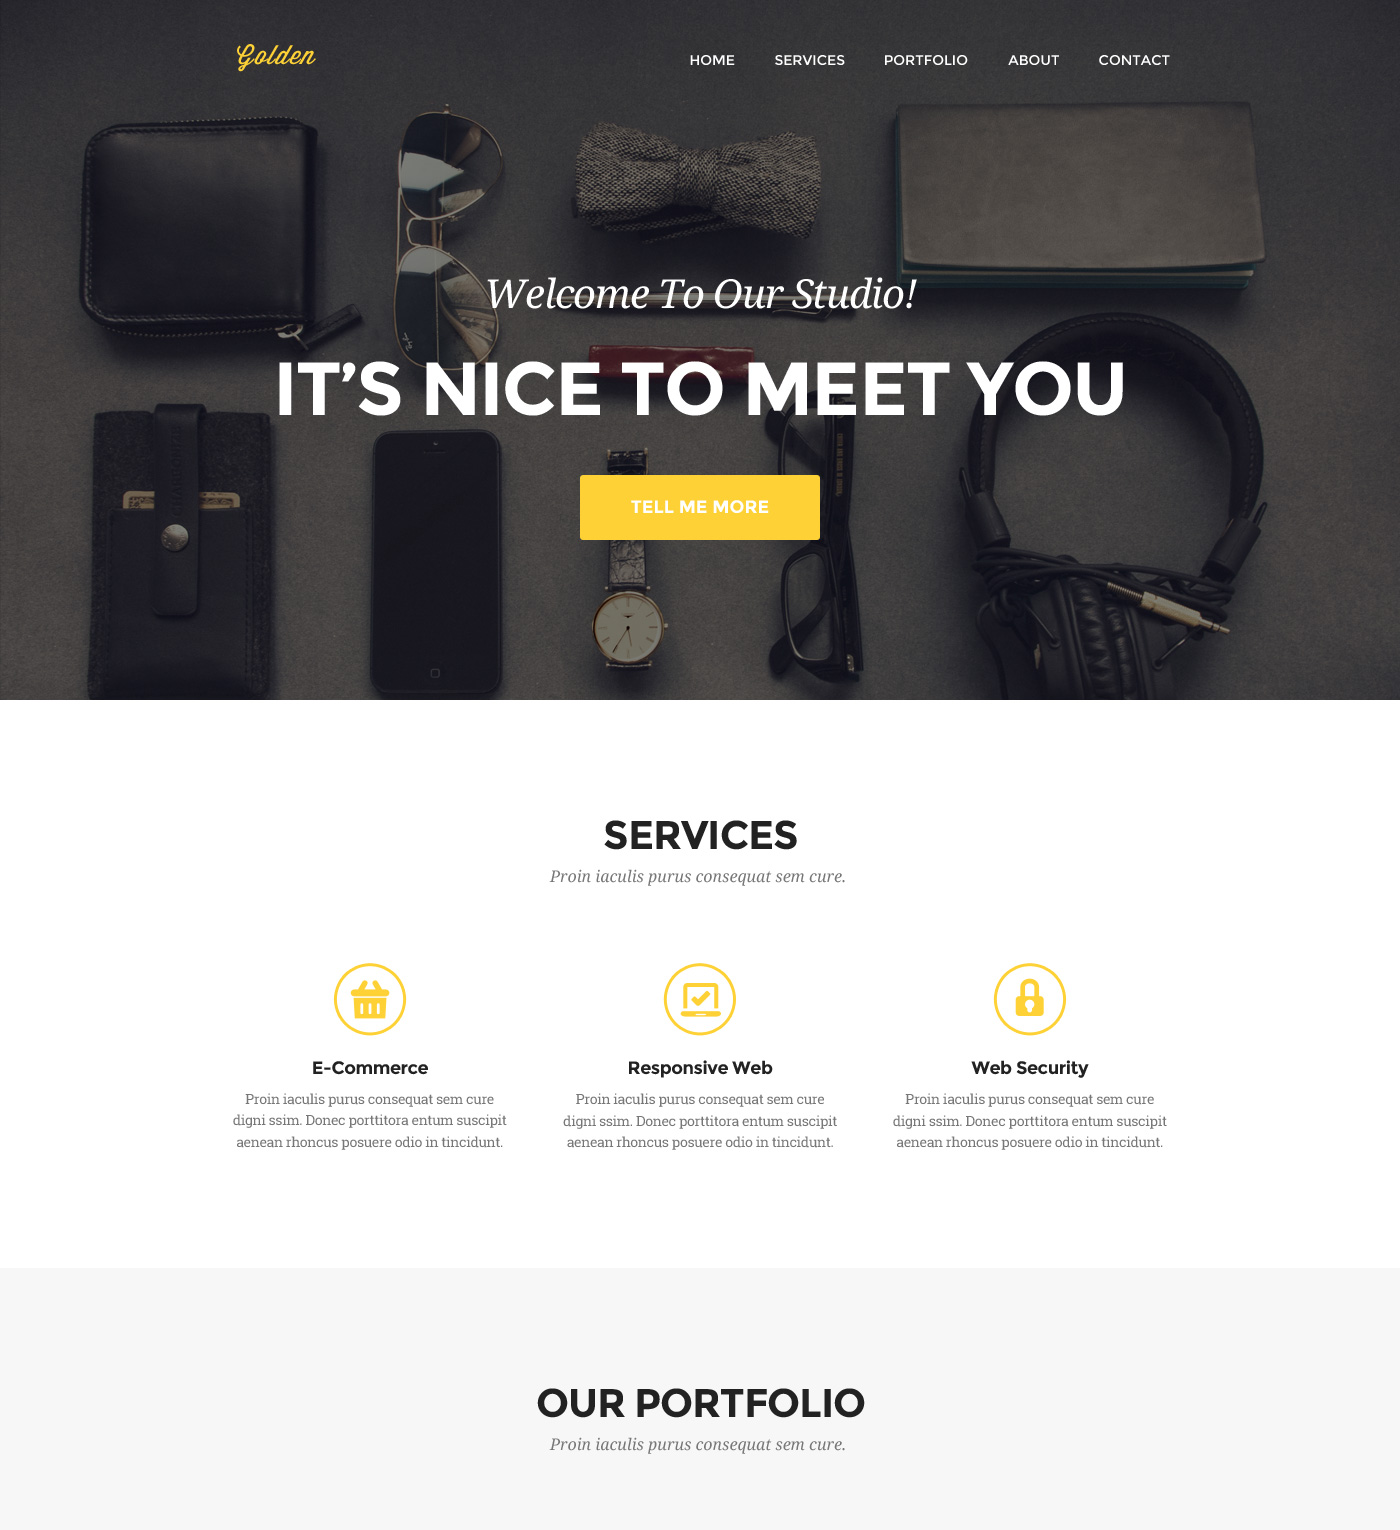 Golden
HOME SERVICES PORTFOLIO ABOUT CONTACT
Welcome To Our Studio!
IT’S NICE TO MEET YOU
TELL ME MORE
SERVICES
Proin iaculis purus consequat sem cure.
E-Commerce
Proin iaculis purus consequat sem cure
digni ssim. Donec porttitora entum suscipit
aenean rhoncus posuere odio in tincidunt.
Responsive Web
Proin iaculis purus consequat sem cure
digni ssim. Donec porttitora entum suscipit
aenean rhoncus posuere odio in tincidunt.
Web Security
Proin iaculis purus consequat sem cure
digni ssim. Donec porttitora entum suscipit
aenean rhoncus posuere odio in tincidunt.
OUR PORTFOLIO
Proin iaculis purus consequat sem cure.